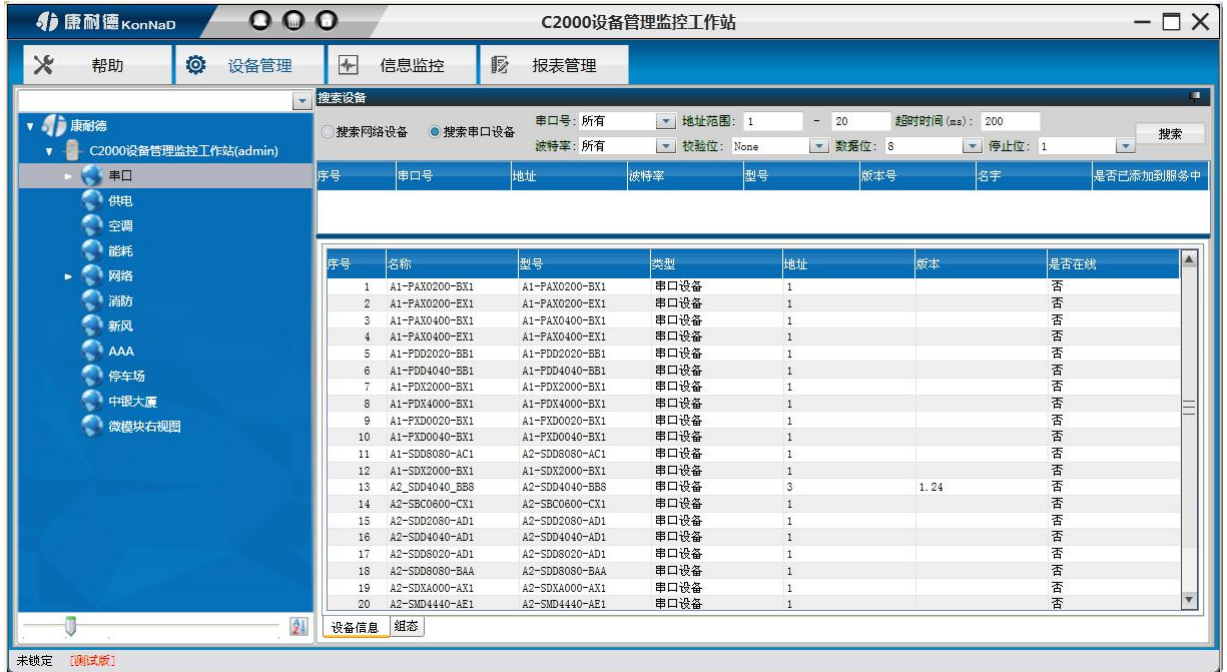 康耐德 KonNaD
C2000设备管理监控工作站
帮助 设备管理 信息监控 报表管理
康耐德
C2000设备管理监控工作站(admin)
串口
供电
空调
能耗
网络
消防
新风
AAA
停车场
中银大厦
微模块右视图
搜索设备
搜索网络设备 搜索串口设备
串口号: 所有 地址范围: 1 - 20 超时时间(ms): 200
波特率: 所有 校验位: None 数据位: 8 停止位: 1
搜索
序号 串口号 地址 波特率 型号 版本号 名字 是否已添加到服务中
序号 名称 型号 类型 地址 版本 是否在线
1 A1-PAX0200-BX1 A1-PAX0200-BX1 串口设备 1 否
2 A1-PAX0200-EX1 A1-PAX0200-EX1 串口设备 1 否
3 A1-PAX0400-BX1 A1-PAX0400-BX1 串口设备 1 否
4 A1-PAX0400-EX1 A1-PAX0400-EX1 串口设备 1 否
5 A1-PDD2020-BB1 A1-PDD2020-BB1 串口设备 1 否
6 A1-PDD4040-BB1 A1-PDD4040-BB1 串口设备 1 否
7 A1-PDX2000-BX1 A1-PDX2000-BX1 串口设备 1 否
8 A1-PDX4000-BX1 A1-PDX4000-BX1 串口设备 1 否
9 A1-PXD0020-BX1 A1-PXD0020-BX1 串口设备 1 否
10 A1-PXD0040-BX1 A1-PXD0040-BX1 串口设备 1 否
11 A1-SDD8080-AC1 A2-SDD8080-AC1 串口设备 1 否
12 A1-SDX2000-BX1 A1-SDX2000-BX1 串口设备 1 否
13 A2_SDD4040_BB8 A2-SDD4040-BB8 串口设备 3 1.24 否
14 A2-SBC0600-CX1 A2-SBC0600-CX1 串口设备 1 否
15 A2-SDD2080-AD1 A2-SDD2080-AD1 串口设备 1 否
16 A2-SDD4040-AD1 A2-SDD4040-AD1 串口设备 1 否
17 A2-SDD8020-AD1 A2-SDD8020-AD1 串口设备 1 否
18 A2-SDD8080-BAA A2-SDD8080-BAA 串口设备 1 否
19 A2-SDXA000-AX1 A2-SDXA000-AX1 串口设备 1 否
20 A2-SMD4440-AE1 A2-SMD4440-AE1 串口设备 1 否
设备信息 组态
未锁定 [测试版]